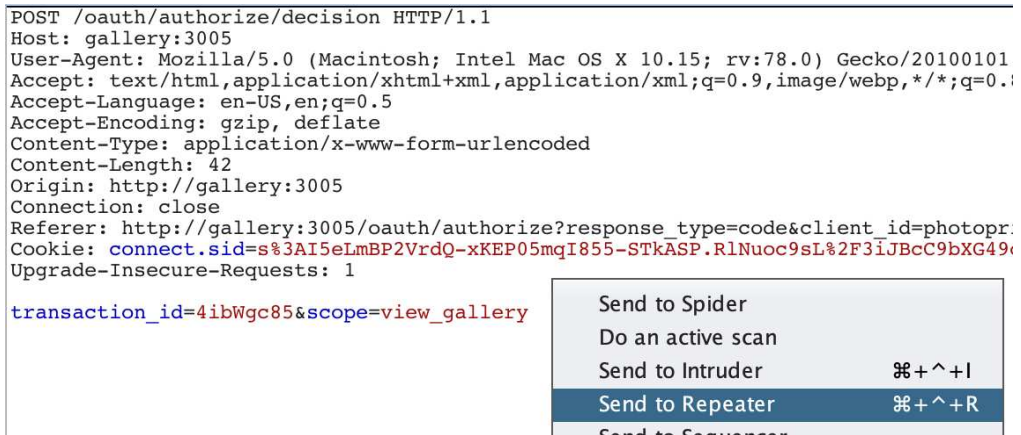 POST /oauth/authorize/decision HTTP/1.1
Host: gallery:3005
User-Agent: Mozilla/5.0 (Macintosh; Intel Mac OS X 10.15; rv:78.0) Gecko/20100101
Accept: text/html,application/xhtml+xml,application/xml;q=0.9,image/webp,*/*;q=0.8
Accept-Language: en-US,en;q=0.5
Accept-Encoding: gzip, deflate
Content-Type: application/x-www-form-urlencoded
Content-Length: 42
Origin: http://gallery:3005
Connection: close
Referer: http://gallery:3005/oauth/authorize?response_type=code&client_id=photopri
Cookie: connect.sid=s%3AI5eLmBP2VrdQ-xKEP05mqI855-STkASP.RlNuoc9sL%2F3iJBcC9bXG49
Upgrade-Insecure-Requests: 1
transaction_id=4ibWgc85&scope=view_gallery
Send to Spider
Do an active scan
Send to Intruder ⌘+^+I
Send to Repeater ⌘+^+R
Send to Sequencer